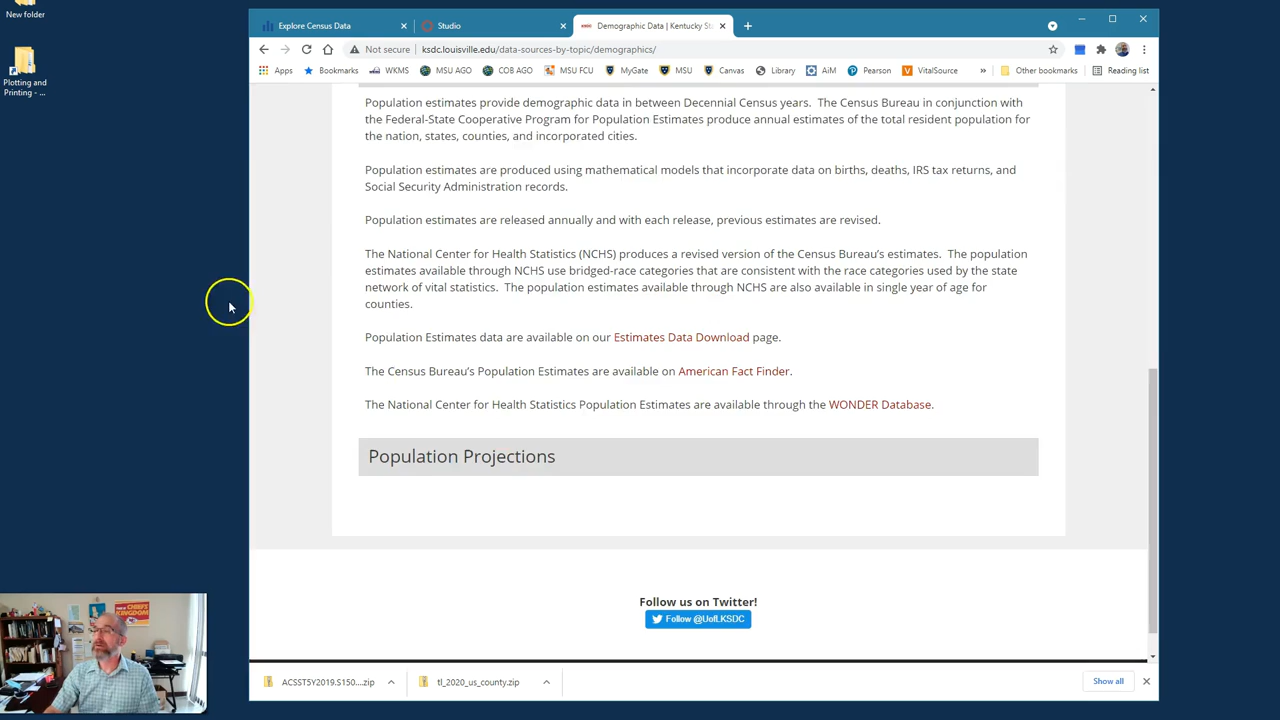 New folder
Plotting and
Printing - ...
Explore Census Data
Studio
Demographic Data | Kentucky St
Not secure
ksdc.louisville.edu/data-sources-by-topic/demographics/
Apps
Bookmarks
WKMS
MSU AGO
COB AGO
MSU FCU
MyGate
MSU
Canvas
Library
AiM
Pearson
VitalSource
»
Other bookmarks
Reading list
Population estimates provide demographic data in between Decennial Census years. The Census Bureau in conjunction with
the Federal-State Cooperative Program for Population Estimates produce annual estimates of the total resident population for
the nation, states, counties, and incorporated cities.
Population estimates are produced using mathematical models that incorporate data on births, deaths, IRS tax returns, and
Social Security Administration records.
Population estimates are released annually and with each release, previous estimates are revised.
The National Center for Health Statistics (NCHS) produces a revised version of the Census Bureau's estimates. The population
estimates available through NCHS use bridged-race categories that are consistent with the race categories used by the state
network of vital statistics. The population estimates available through NCHS are also available in single year of age for
counties.
Population Estimates data are available on our Estimates Data Download page.
The Census Bureau's Population Estimates are available on American Fact Finder.
The National Center for Health Statistics Population Estimates are available through the WONDER Database.
Population Projections
Follow us on Twitter!
Follow @UofLKSDC
CHIEFS
KINGDOM
ACSST5Y2019.S150....zip
tl_2020_us_county.zip
Show all